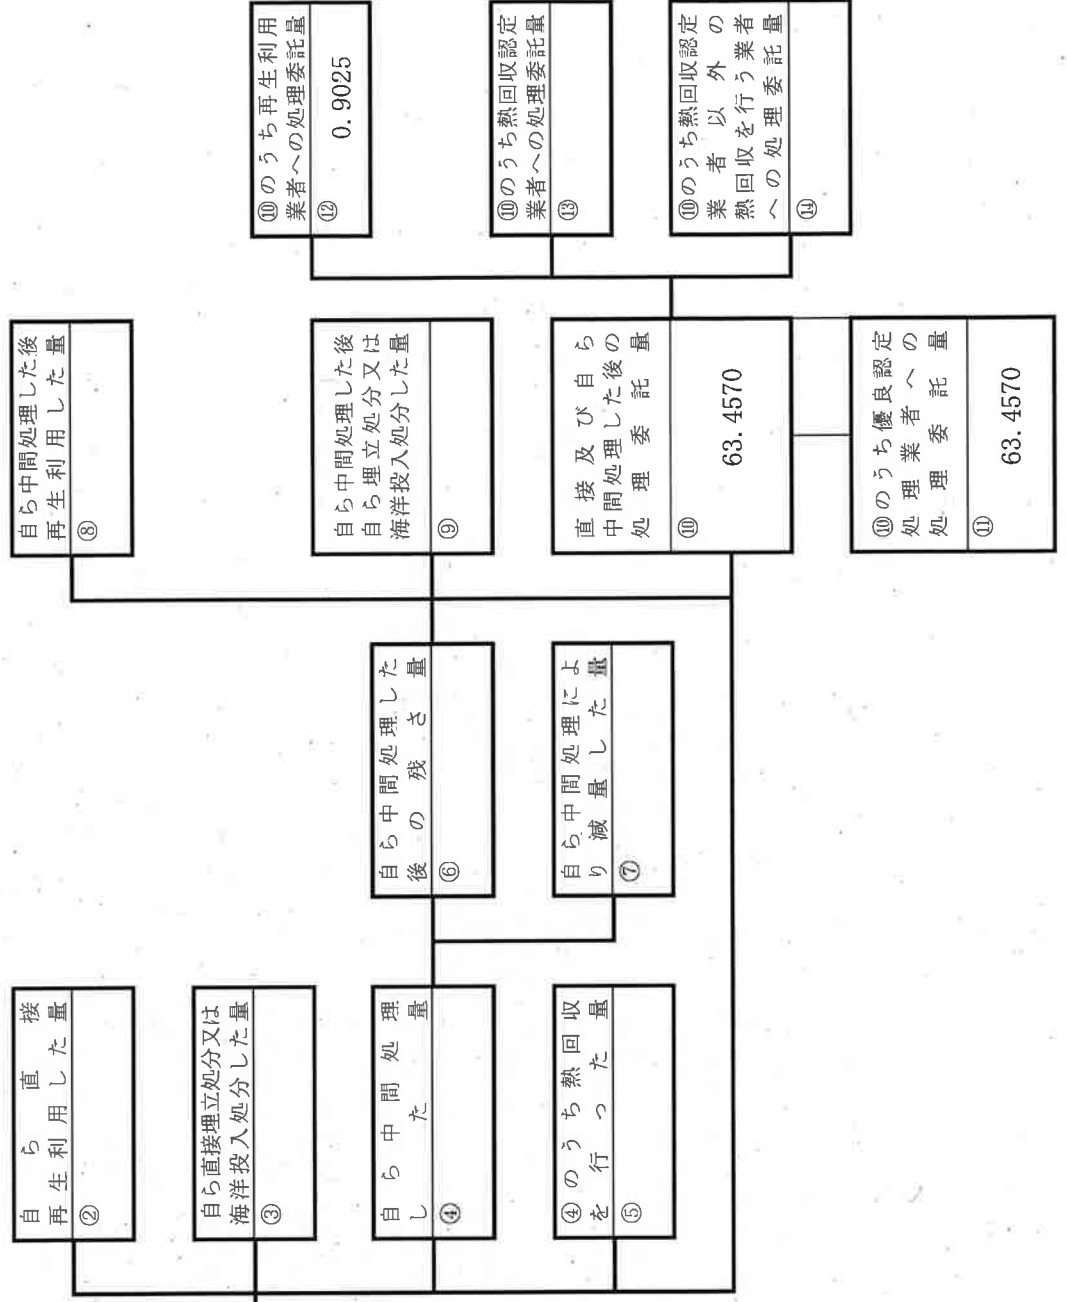 自ら直接
再生利用した量
②
自ら直接埋立処分又は
海洋投入処分した量
③
自ら中間処理
した量
④
④のうち熱回収
を行った量
⑤
自ら中間処理した
後の残さ量
⑥
自ら中間処理によ
り減量した量
⑦
自ら中間処理した後
再生利用した量
⑧
自ら中間処理した後
自ら埋立処分又は
海洋投入処分した量
⑨
直接及び自ら
中間処理した後の
処理委託量
⑩
63.4570
⑩のうち優良認定
処理業者への
処理委託量
⑪
63.4570
⑩のうち再生利用
業者への処理委託量
⑫
0.9025
⑩のうち熱回収認定
業者への処理委託量
⑬
⑩のうち熱回収認定
業者以外の
熱回収を行う業者
への処理委託量
⑭